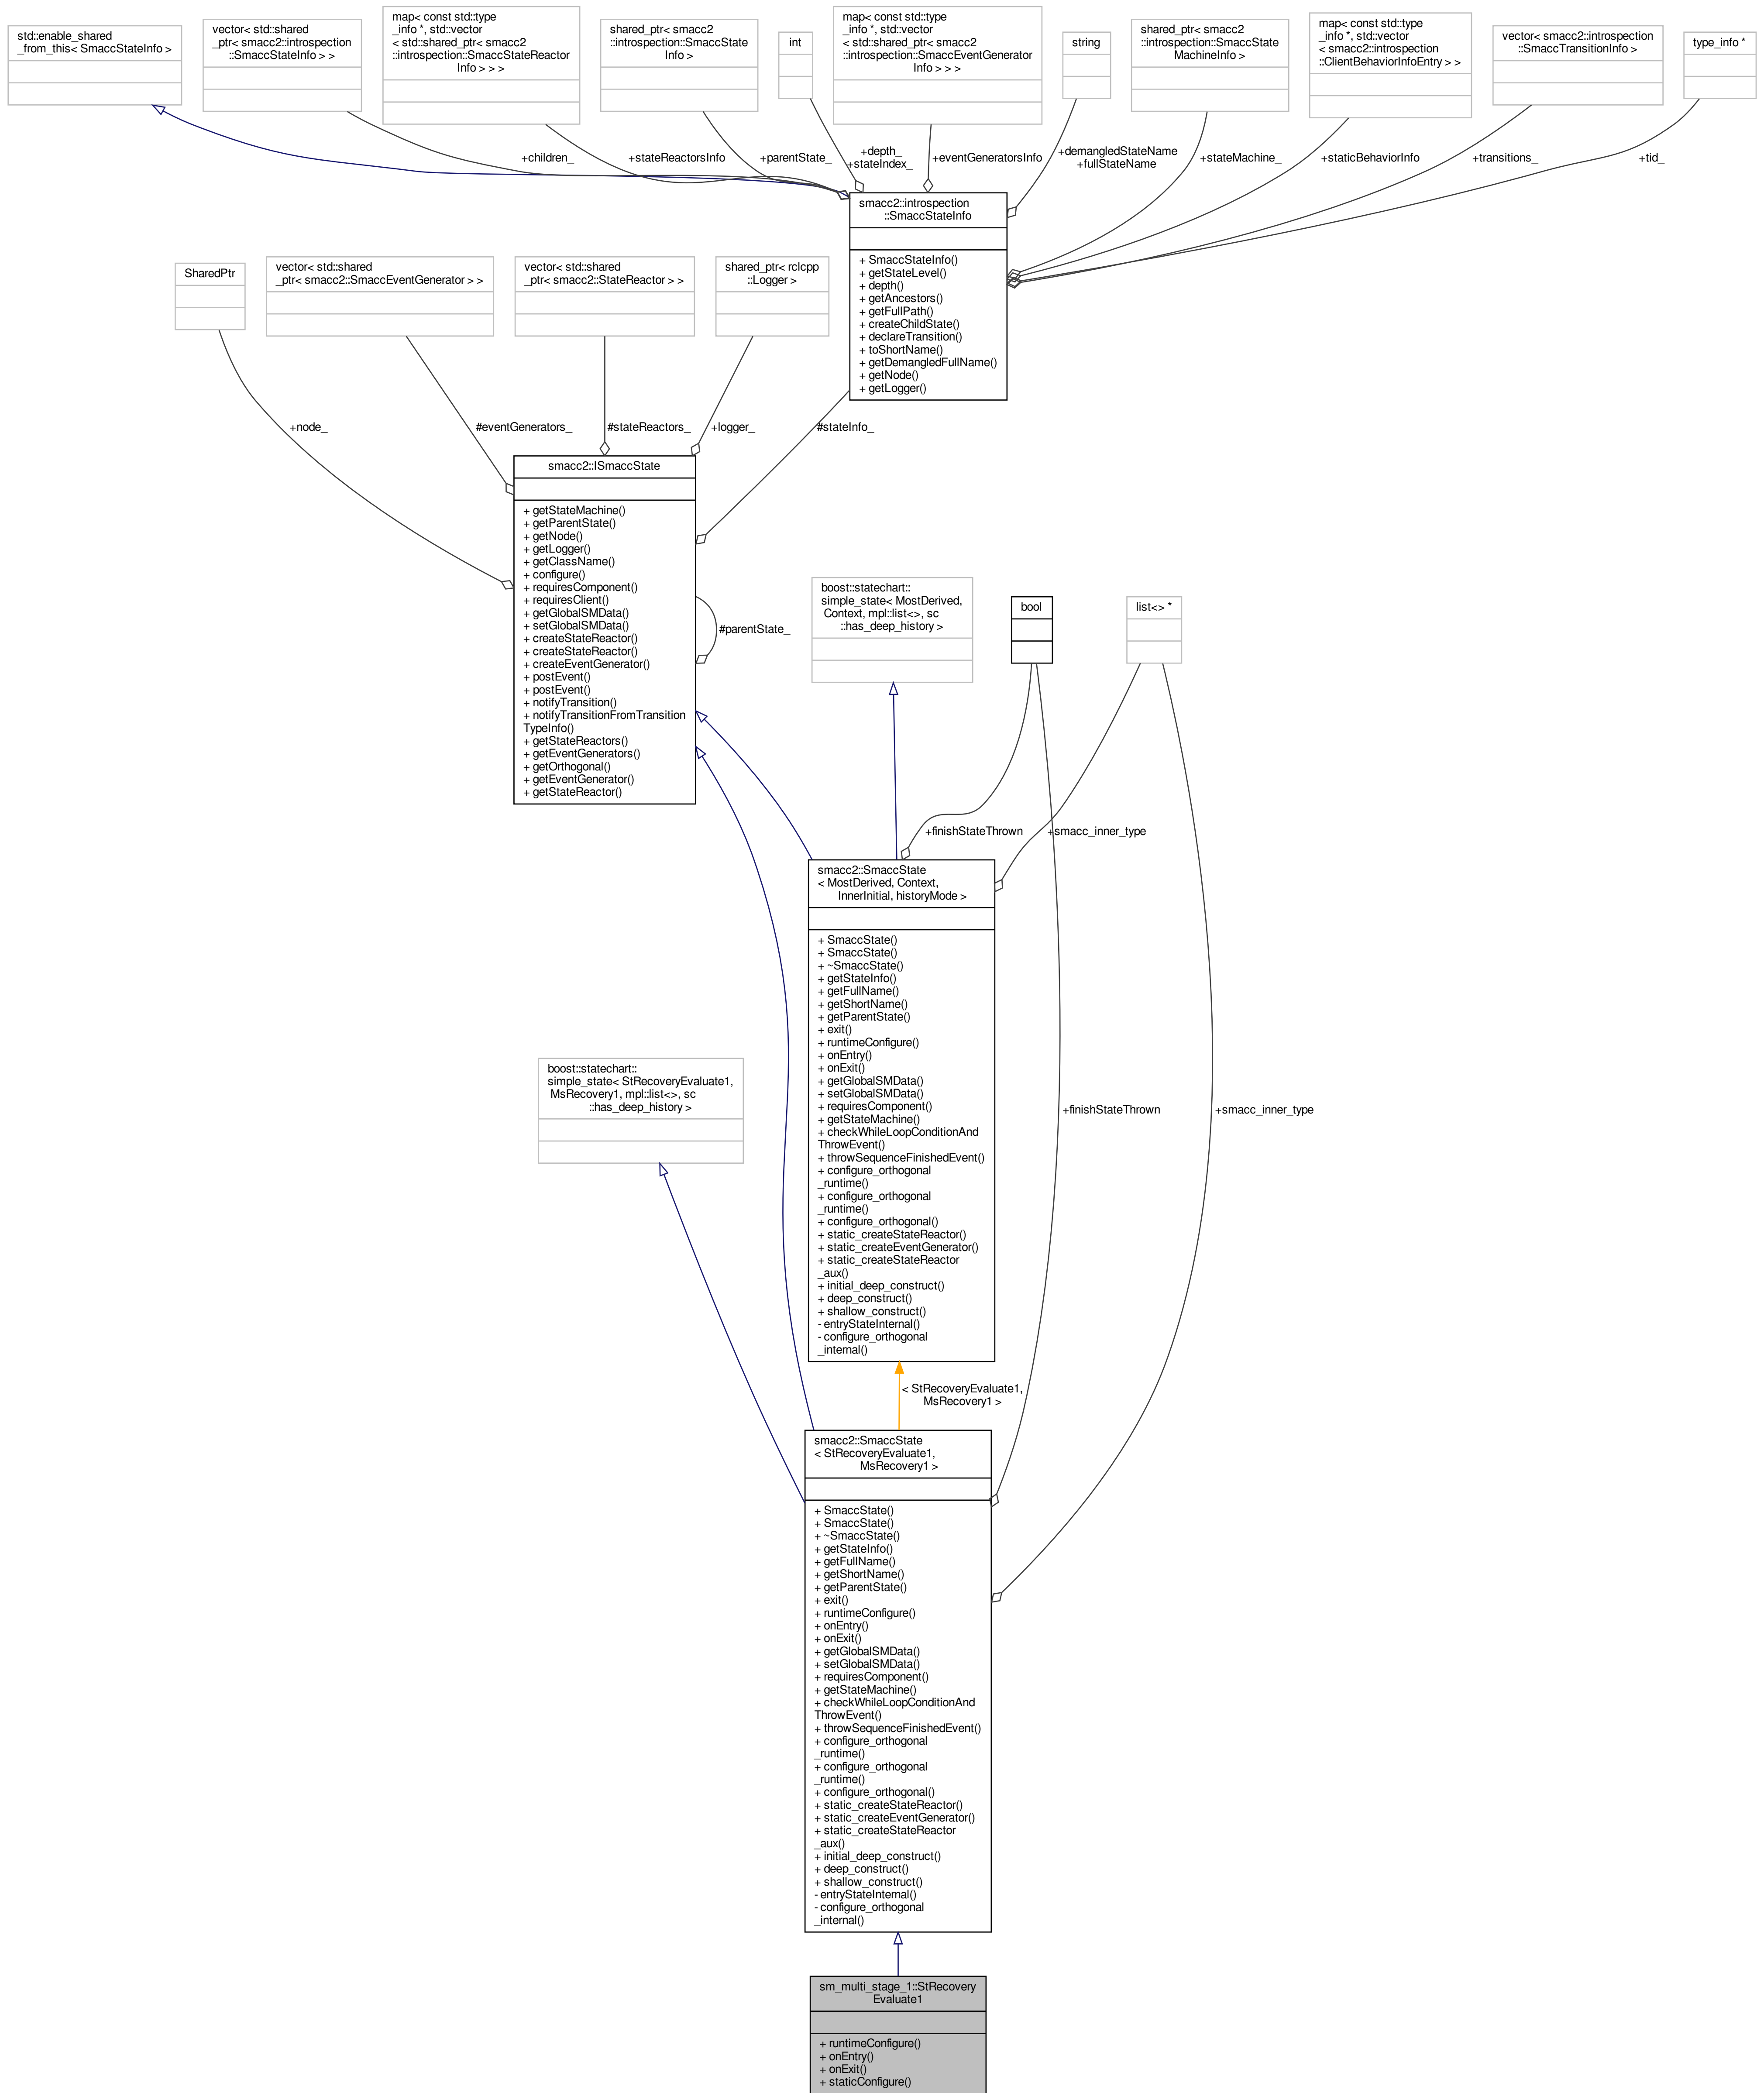 std::enable_shared
_from_this< SmaccStateInfo >
vector< std::shared
_ptr< smacc2::introspection
::SmaccStateInfo > >
map< const std::type
_info *, std::vector
< std::shared_ptr< smacc2
::introspection::SmaccStateReactor
Info > > >
shared_ptr< smacc2
::introspection::SmaccState
Info >
int
map< const std::type
_info *, std::vector
< std::shared_ptr< smacc2
::introspection::SmaccEventGenerator
Info > > >
string
shared_ptr< smacc2
::introspection::SmaccState
MachineInfo >
map< const std::type
_info *, std::vector
< smacc2::introspection
::ClientBehaviorInfoEntry > >
vector< smacc2::introspection
::SmaccTransitionInfo >
type_info *
+children_
+stateReactorsInfo
+parentState_
+depth_
+stateIndex_
+eventGeneratorsInfo
+demangledStateName
+fullStateName
+stateMachine_
+staticBehaviorInfo
+transitions_
+tid_
smacc2::introspection
::SmaccStateInfo
+ SmaccStateInfo()
+ getStateLevel()
+ depth()
+ getAncestors()
+ getFullPath()
+ createChildState()
+ declareTransition()
+ toShortName()
+ getDemangledFullName()
+ getNode()
+ getLogger()
SharedPtr
vector< std::shared
_ptr< smacc2::SmaccEventGenerator > >
vector< std::shared
_ptr< smacc2::StateReactor > >
shared_ptr< rclcpp
::Logger >
+node_
#eventGenerators_
#stateReactors_
+logger_
#stateInfo_
smacc2::ISmaccState
+ getStateMachine()
+ getParentState()
+ getNode()
+ getLogger()
+ getClassName()
+ configure()
+ requiresComponent()
+ requiresClient()
+ getGlobalSMData()
+ setGlobalSMData()
+ createStateReactor()
+ createStateReactor()
+ createEventGenerator()
+ postEvent()
+ postEvent()
+ notifyTransition()
+ notifyTransitionFromTransition
TypeInfo()
+ getStateReactors()
+ getEventGenerators()
+ getOrthogonal()
+ getEventGenerator()
+ getStateReactor()
#parentState_
boost::statechart::
simple_state< MostDerived,
Context, mpl::list<>, sc
::has_deep_history >
bool
list<> *
+finishStateThrown
+smacc_inner_type
smacc2::SmaccState
< MostDerived, Context,
InnerInitial, historyMode >
+ SmaccState()
+ SmaccState()
+ ~SmaccState()
+ getStateInfo()
+ getFullName()
+ getShortName()
+ getParentState()
+ exit()
+ runtimeConfigure()
+ onEntry()
+ onExit()
+ getGlobalSMData()
+ setGlobalSMData()
+ requiresComponent()
+ getStateMachine()
+ checkWhileLoopConditionAnd
ThrowEvent()
+ throwSequenceFinishedEvent()
+ configure_orthogonal
_runtime()
+ configure_orthogonal
_runtime()
+ configure_orthogonal()
+ static_createStateReactor()
+ static_createEventGenerator()
+ static_createStateReactor
_aux()
+ initial_deep_construct()
+ deep_construct()
+ shallow_construct()
- entryStateInternal()
- configure_orthogonal
_internal()
boost::statechart::
simple_state< StRecoveryEvaluate1,
MsRecovery1, mpl::list<>, sc
::has_deep_history >
+finishStateThrown
+smacc_inner_type
< StRecoveryEvaluate1,
MsRecovery1 >
smacc2::SmaccState
< StRecoveryEvaluate1,
MsRecovery1 >
+ SmaccState()
+ SmaccState()
+ ~SmaccState()
+ getStateInfo()
+ getFullName()
+ getShortName()
+ getParentState()
+ exit()
+ runtimeConfigure()
+ onEntry()
+ onExit()
+ getGlobalSMData()
+ setGlobalSMData()
+ requiresComponent()
+ getStateMachine()
+ checkWhileLoopConditionAnd
ThrowEvent()
+ throwSequenceFinishedEvent()
+ configure_orthogonal
_runtime()
+ configure_orthogonal
_runtime()
+ configure_orthogonal()
+ static_createStateReactor()
+ static_createEventGenerator()
+ static_createStateReactor
_aux()
+ initial_deep_construct()
+ deep_construct()
+ shallow_construct()
- entryStateInternal()
- configure_orthogonal
_internal()
sm_multi_stage_1::StRecovery
Evaluate1
+ runtimeConfigure()
+ onEntry()
+ onExit()
+ staticConfigure()